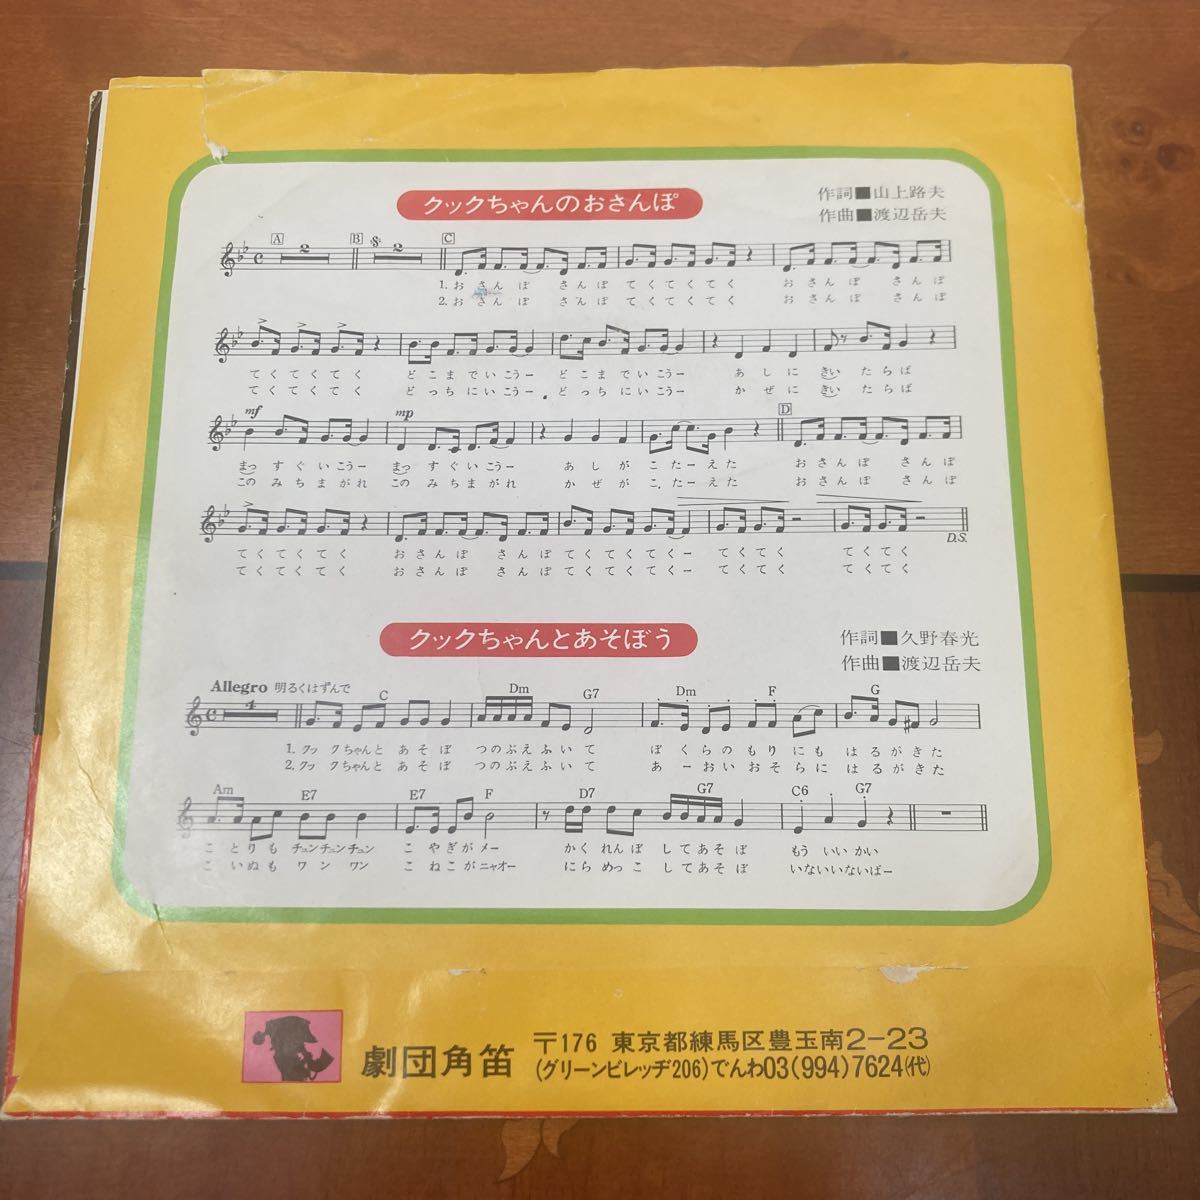 クックちゃんのおさんぽ
作詞■山上路夫
作曲■渡辺岳夫
A 2 B 2 C
1.お さん ぽ さんぽ てくてくてく おさんぽ さんぽ
2.お さん ぽ さんぽ てくてくてく おさんぽ さんぽ
てくてくてく どこまでいこうー どこまでいこうー あしに きいたらば
てくてくてく どっちにいこうー どっちにいこうー かぜに きいたらば
mf mp D
まっすぐいこうー まっすぐいこうー あしが こたーえた おさんぽ さんぽ
このみちまがれ このみちまがれ かぜが こたーえた おさんぽ さんぽ
D.S.
てくてくてく おさんぽ さんぽ てくてくてくー てくてく てくてく
てくてくてく おさんぽ さんぽ てくてくてくー てくてく てくてく
クックちゃんとあそぼう
作詞■久野春光
作曲■渡辺岳夫
Allegro 明るくはずんで
4 C Dm G7 Dm F G
1.クックちゃんと あそぼ つのぶえふいて ぼくらのもりにも はるがきた
2.クックちゃんと あそぼ つのぶえふいて あーおいおそらに はるがきた
Am E7 E7 F D7 G7 C6 G7
ことりも チュンチュンチュン こやぎがメー かくれんぼしてあそぼ もういいかい
こいぬも ワンワンワン こねこがニャオー にらめっこしてあそぼ いないいないばー
劇団角笛
〒176 東京都練馬区豊玉南2-23
(グリーンビレッヂ206)でんわ03(994)7624(代)